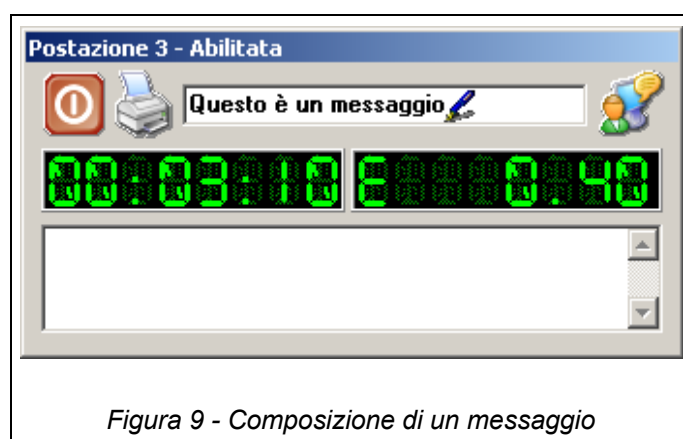 Postazione 3 - Abilitata
Questo è un messaggio
00:03:10 E 0.40
Figura 9 - Composizione di un messaggio